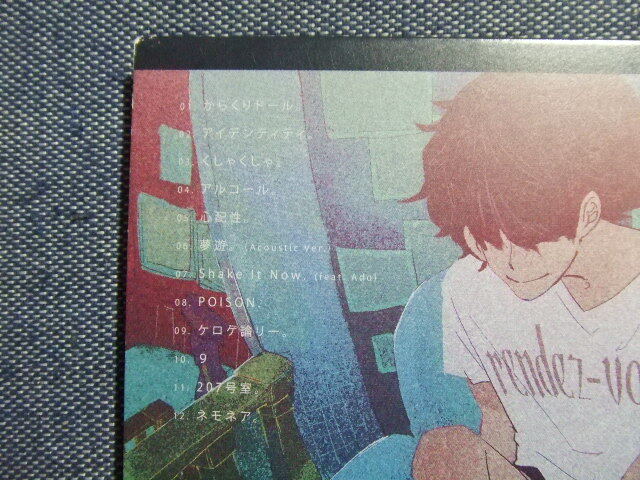 01. からくりドール。
02. アイデンティティ。
03. くしゃくしゃ。
04. アルコール。
05. 心配性。
06. 夢遊。 (Acoustic Ver.)
07. Shake It Now. (feat. Ado)
08. POISON.
09. ケロケ論リー。
10. 9
11. 207号室。
12. ネモネア。
rendez-vo